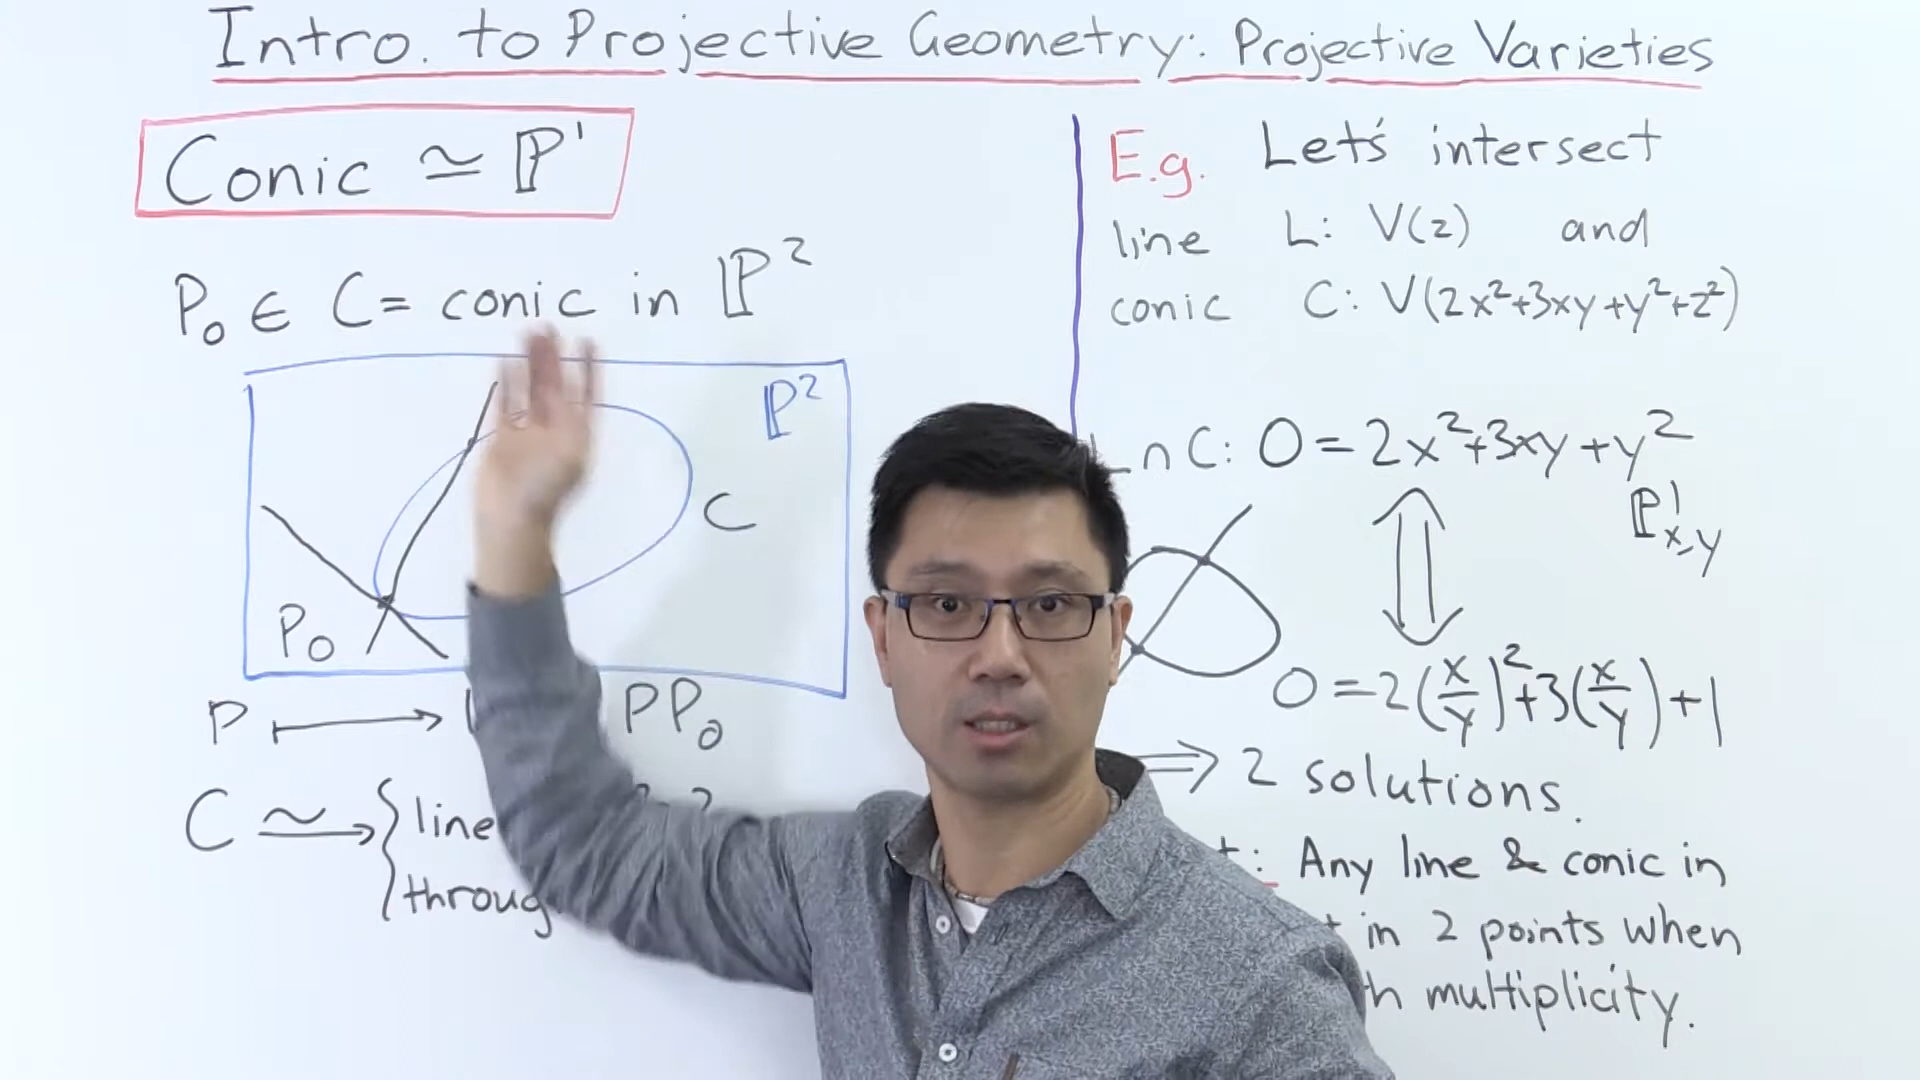 Intro. to Projective Geometry: Projective Varieties
Conic ≃ ℙ¹
P₀ ∈ C = conic in ℙ²
ℙ²
C
P₀
P ⟼ PP₀
C ≃→ { line
throug
E.g. Let's intersect
line L: V(z) and
conic C: V(2x²+3xy+y²+z²)
L∩C: 0=2x²+3xy+y²
ℙ¹x,y
0=2(x/y)²+3(x/y)+1
⟹ 2 solutions.
: Any line & conic in
in 2 points when
multiplicity.